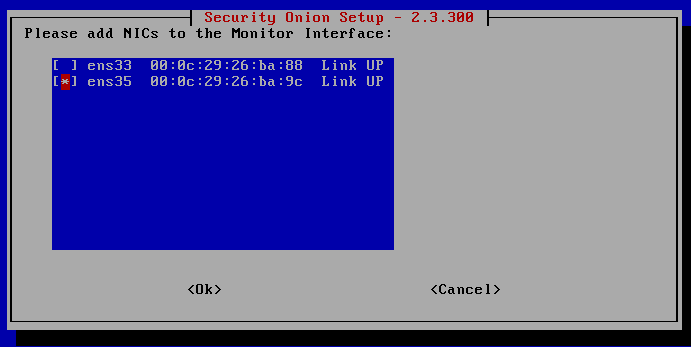 Security Onion Setup - 2.3.300
Please add NICs to the Monitor Interface:
[ ] ens33  00:0c:29:26:ba:88  Link UP
[*] ens35  00:0c:29:26:ba:9c  Link UP
<Ok>                         <Cancel>